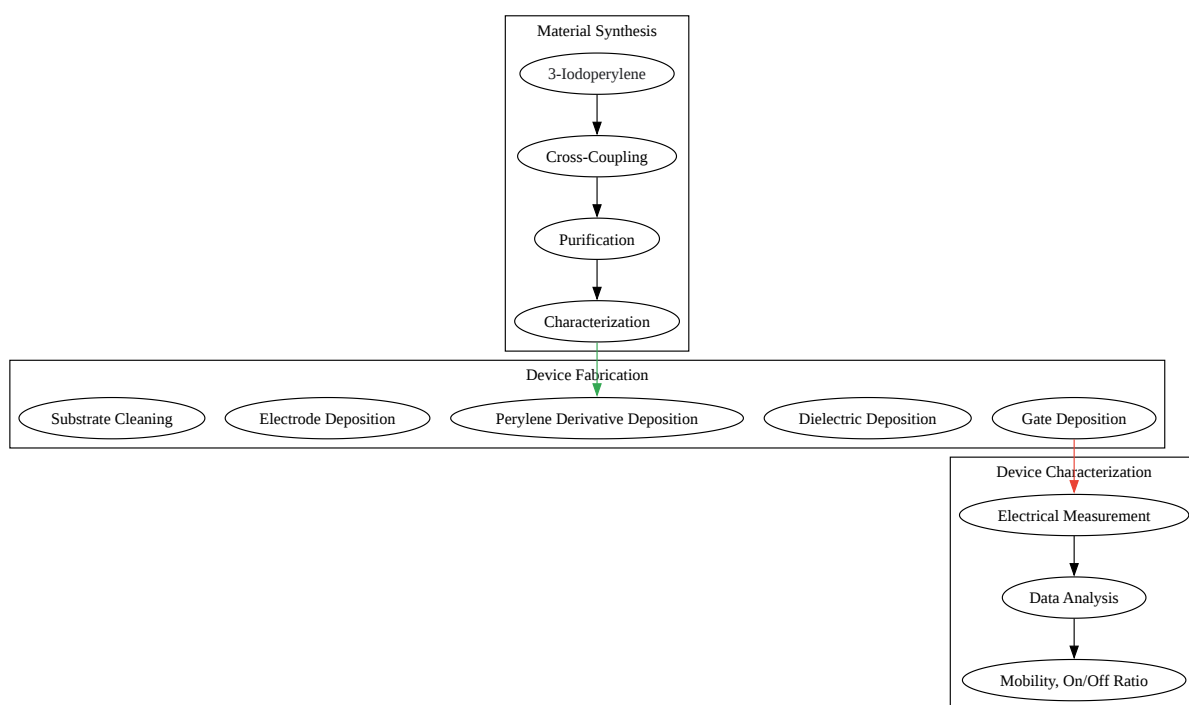 Material Synthesis
3-Iodoperylene
Cross-Coupling
Purification
Characterization
Device Fabrication
Substrate Cleaning
Electrode Deposition
Perylene Derivative Deposition
Dielectric Deposition
Gate Deposition
Device Characterization
Electrical Measurement
Data Analysis
Mobility, On/Off Ratio